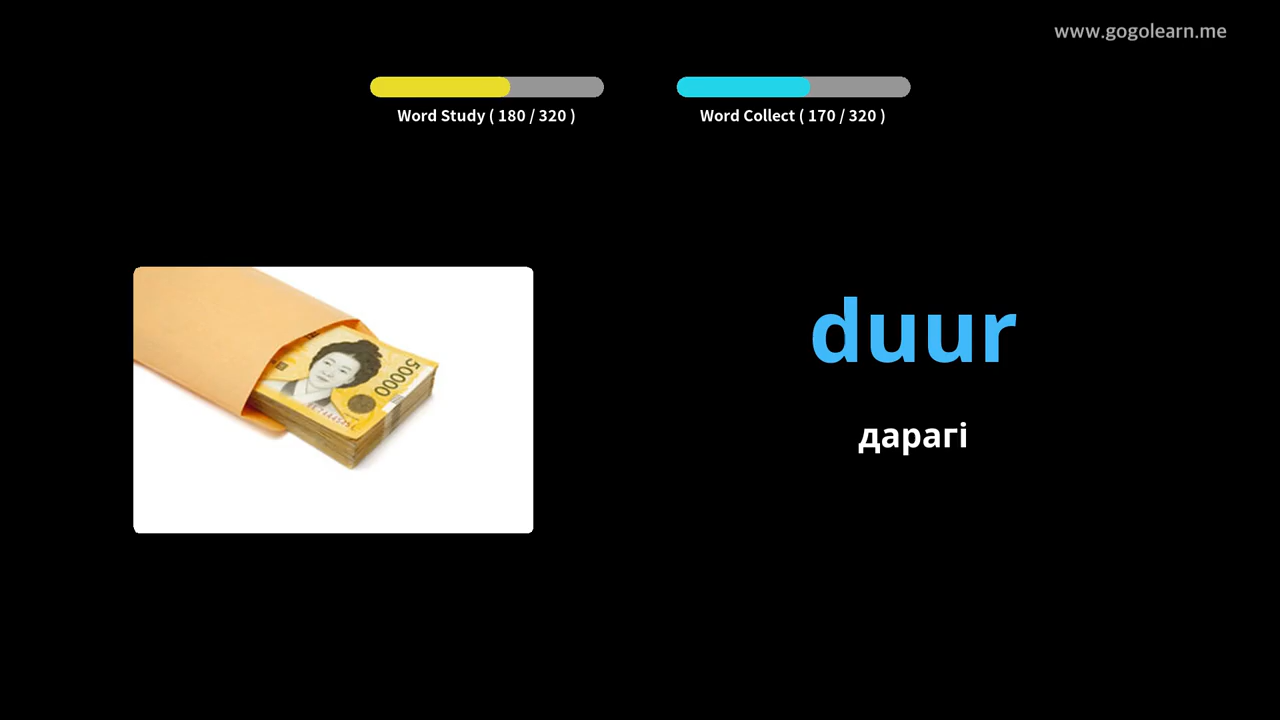 www.gogolearn.me
Word Study ( 180 / 320 )
Word Collect ( 170 / 320 )
50000
duur
дарагі